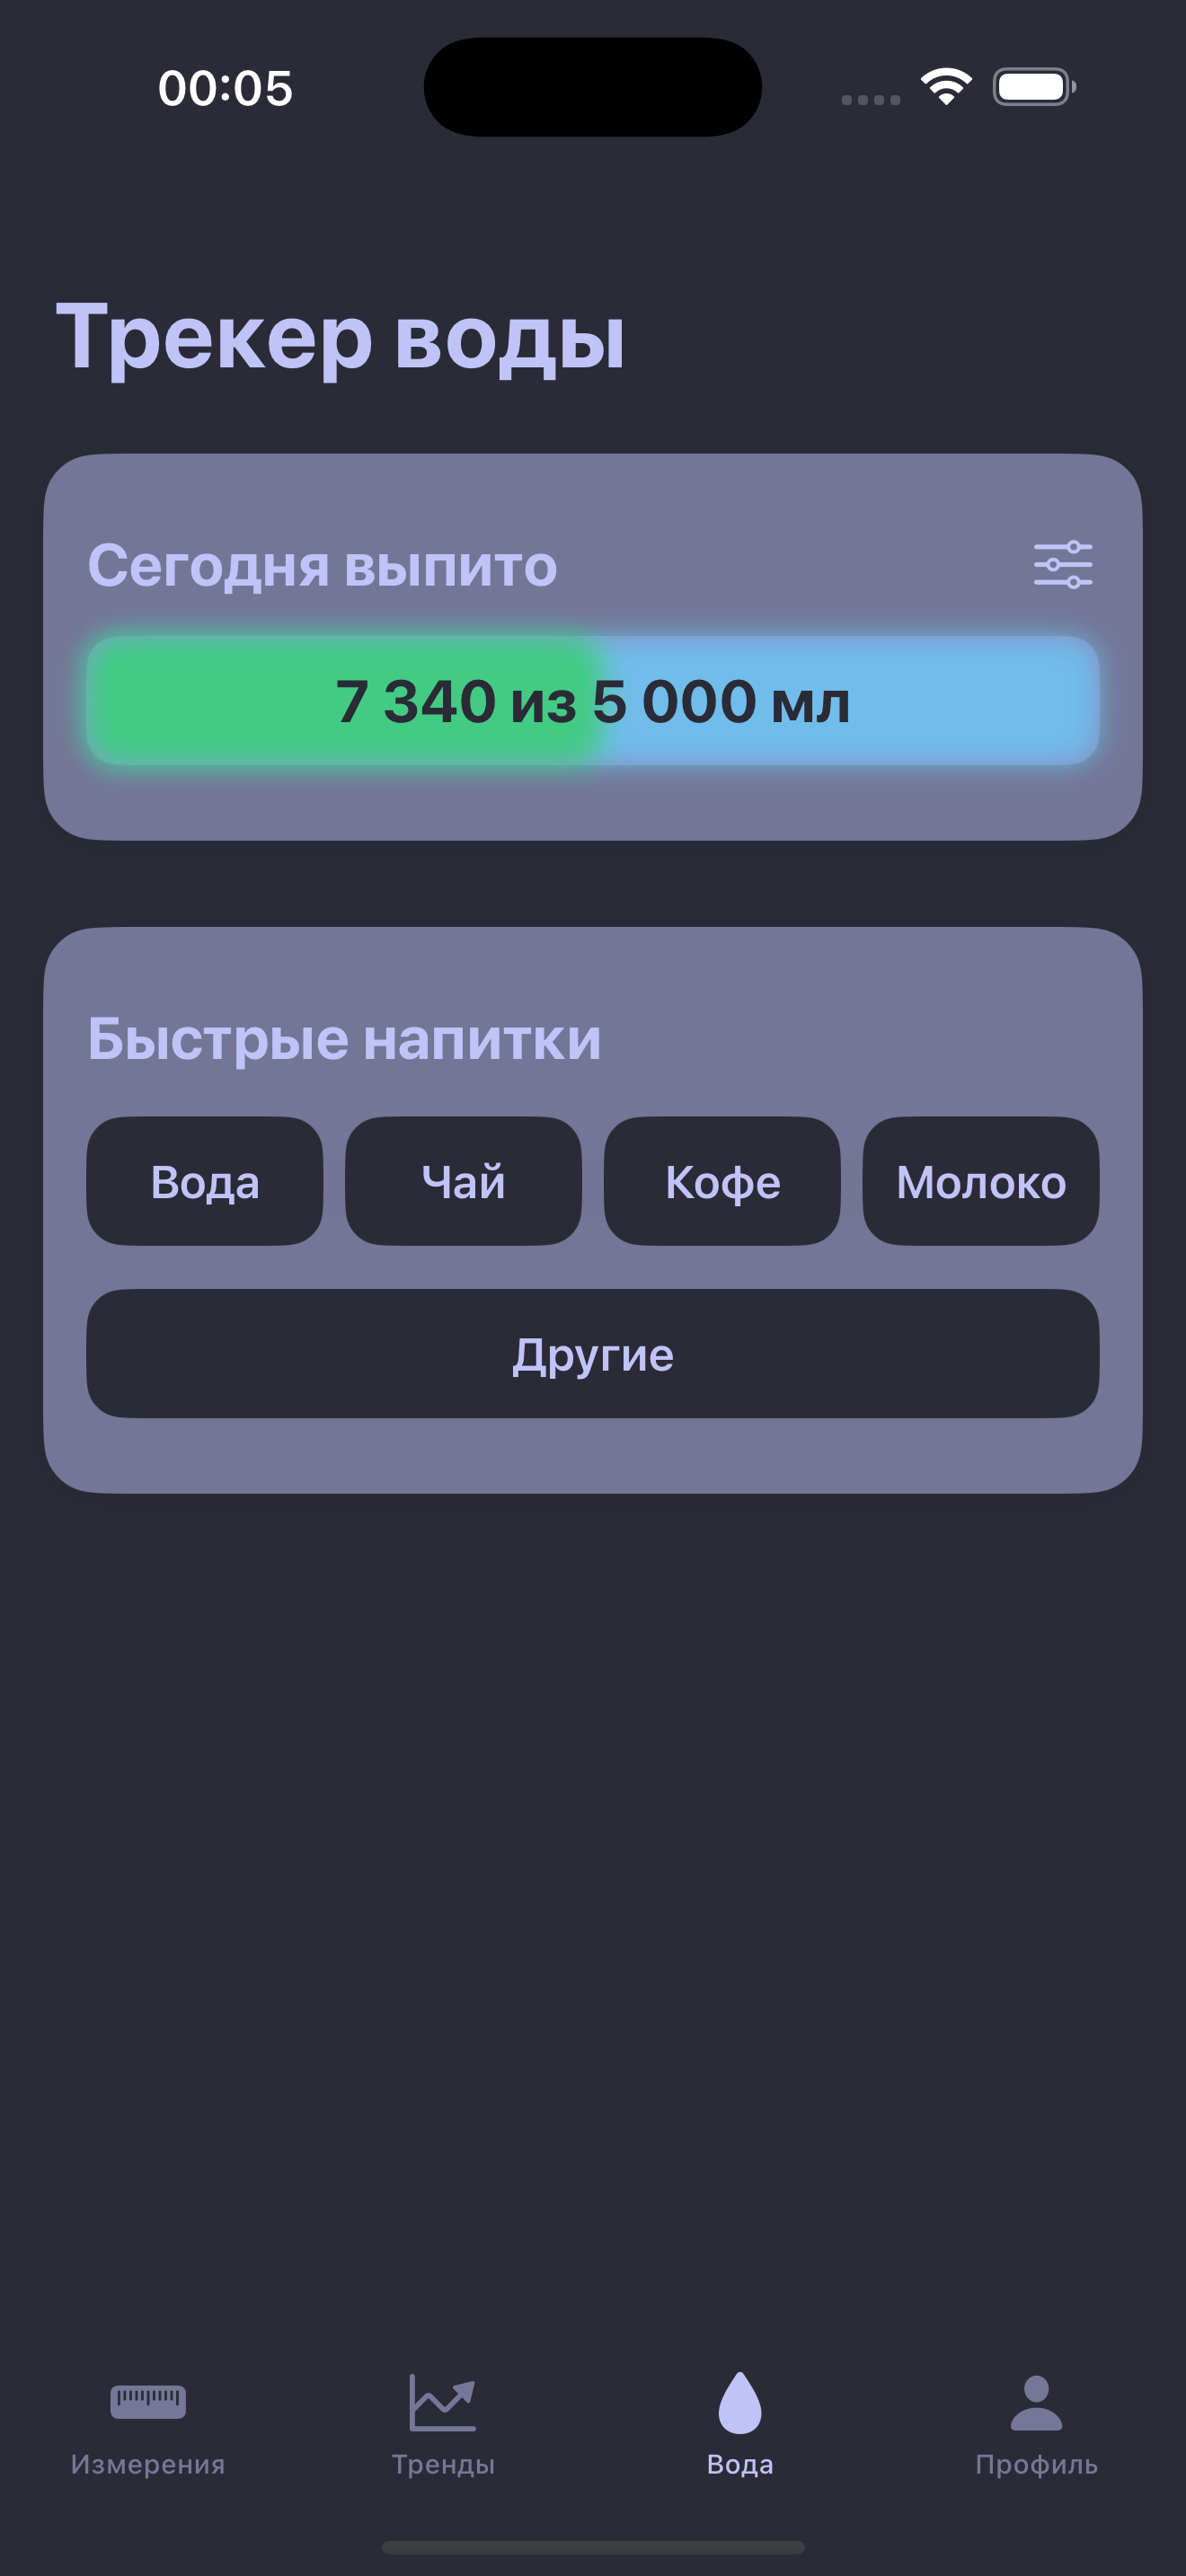 00:05
Трекер воды
Сегодня выпито
7 340 из 5 000 мл
Быстрые напитки
Вода Чай Кофе Молоко
Другие
Измерения Тренды Вода Профиль